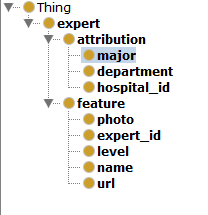 Thing
expert
attribution
major
department
hospital_id
feature
photo
expert_id
level
name
url